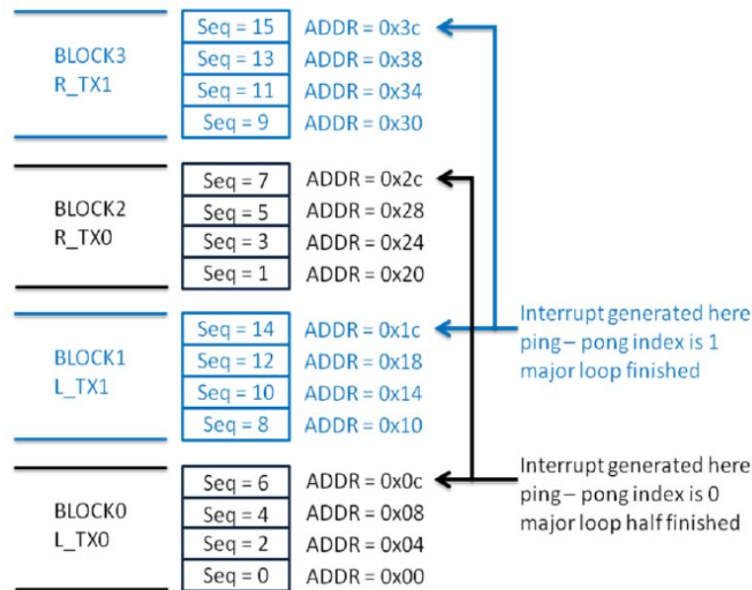 BLOCK3
R_TX1
Seq = 15 ADDR = 0x3c
Seq = 13 ADDR = 0x38
Seq = 11 ADDR = 0x34
Seq = 9 ADDR = 0x30
BLOCK2
R_TX0
Seq = 7 ADDR = 0x2c
Seq = 5 ADDR = 0x28
Seq = 3 ADDR = 0x24
Seq = 1 ADDR = 0x20
BLOCK1
L_TX1
Seq = 14 ADDR = 0x1c
Seq = 12 ADDR = 0x18
Seq = 10 ADDR = 0x14
Seq = 8 ADDR = 0x10
Interrupt generated here
ping – pong index is 1
major loop finished
BLOCK0
L_TX0
Seq = 6 ADDR = 0x0c
Seq = 4 ADDR = 0x08
Seq = 2 ADDR = 0x04
Seq = 0 ADDR = 0x00
Interrupt generated here
ping – pong index is 0
major loop half finished